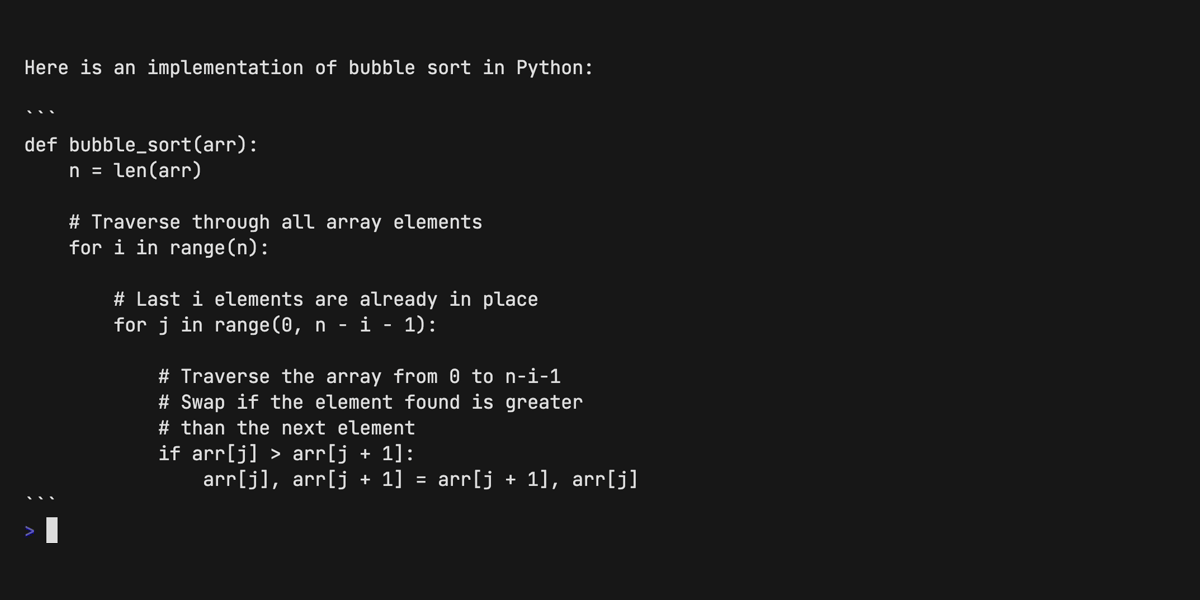 Here is an implementation of bubble sort in Python:
```
def bubble_sort(arr):
    n = len(arr)
    # Traverse through all array elements
    for i in range(n):
        # Last i elements are already in place
        for j in range(0, n - i - 1):
            # Traverse the array from 0 to n-i-1
            # Swap if the element found is greater
            # than the next element
            if arr[j] > arr[j + 1]:
                arr[j], arr[j + 1] = arr[j + 1], arr[j]
```
>